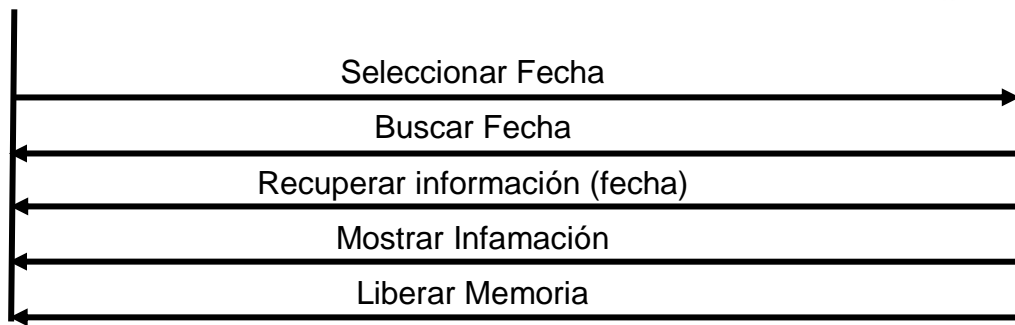 Seleccionar Fecha
Buscar Fecha
Recuperar información (fecha)
Mostrar Infamación
Liberar Memoria